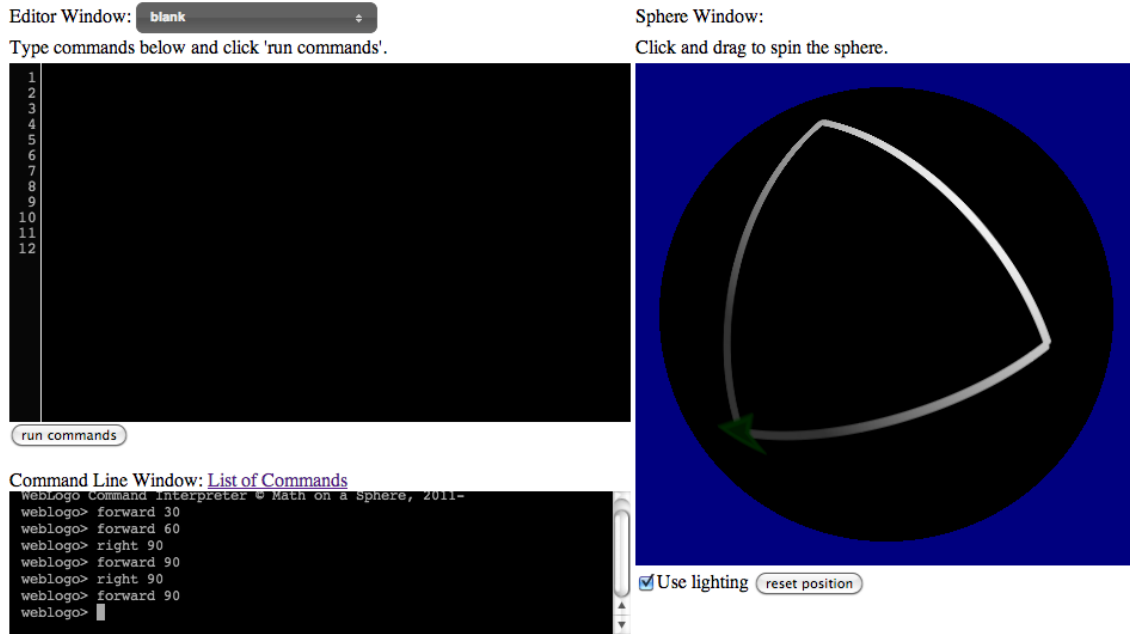 Editor Window: blank
Type commands below and click 'run commands'.
1
2
3
4
5
6
7
8
9
10
11
12
run commands
Command Line Window: List of Commands
WebLogo Command Interpreter © Math on a Sphere, 2011-
weblogo> forward 30
weblogo> forward 60
weblogo> right 90
weblogo> forward 90
weblogo> right 90
weblogo> forward 90
weblogo>
Sphere Window:
Click and drag to spin the sphere.
Use lighting reset position